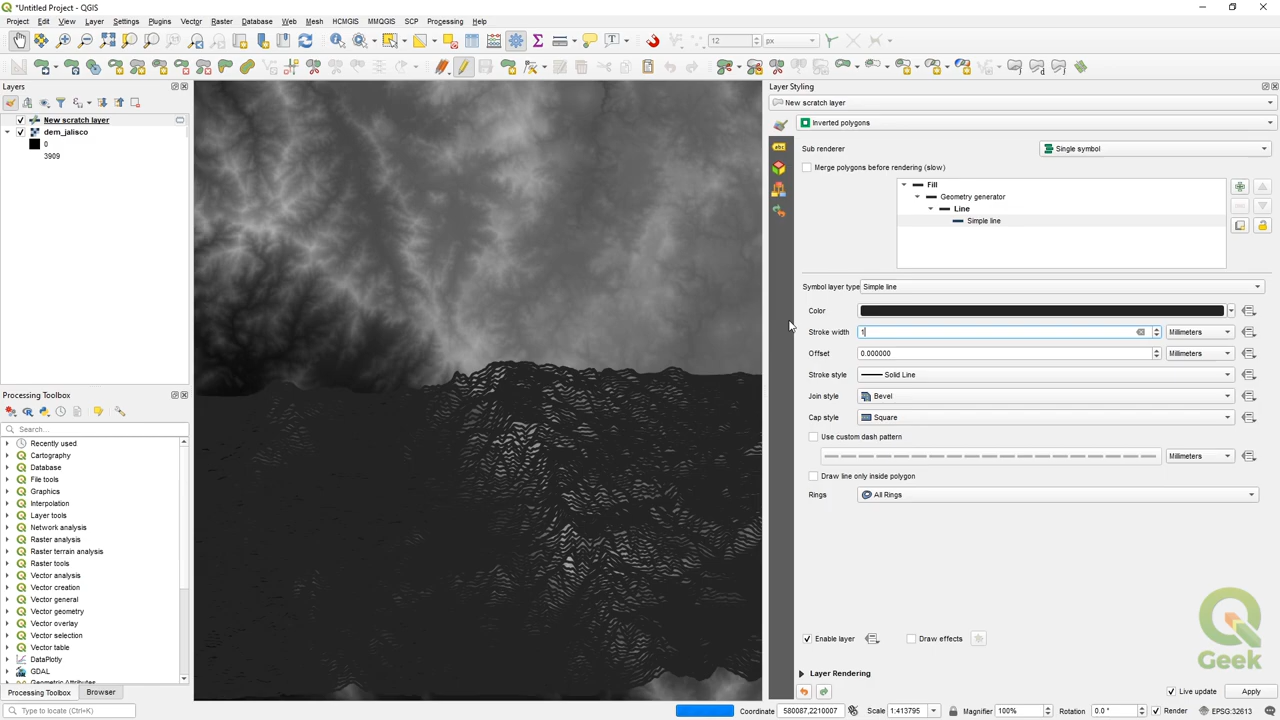 *Untitled Project - QGIS
Project Edit View Layer Settings Plugins Vector Raster Database Web Mesh HCMGIS MMQGIS SCP Processing Help
12 px
Layers
New scratch layer
dem_jalisco
0
3909
Processing Toolbox
Search...
Recently used
Cartography
Database
File tools
Graphics
Interpolation
Layer tools
Network analysis
Raster analysis
Raster terrain analysis
Raster tools
Vector analysis
Vector creation
Vector general
Vector geometry
Vector overlay
Vector selection
Vector table
DataPlotly
GDAL
Geometric Attributes
Processing Toolbox Browser
Layer Styling
New scratch layer
Inverted polygons
abc
Sub renderer Single symbol
Merge polygons before rendering (slow)
Fill
Geometry generator
Line
Simple line
Symbol layer type Simple line
Color
Stroke width 1 Millimeters
Offset 0.000000 Millimeters
Stroke style Solid Line
Join style Bevel
Cap style Square
Use custom dash pattern
Millimeters
Draw line only inside polygon
Rings All Rings
Geek
Enable layer Draw effects
Layer Rendering
Live update Apply
Type to locate (Ctrl+K) Coordinate 580087,2210007 Scale 1:413795 Magnifier 100% Rotation 0.0 ° Render EPSG:32613